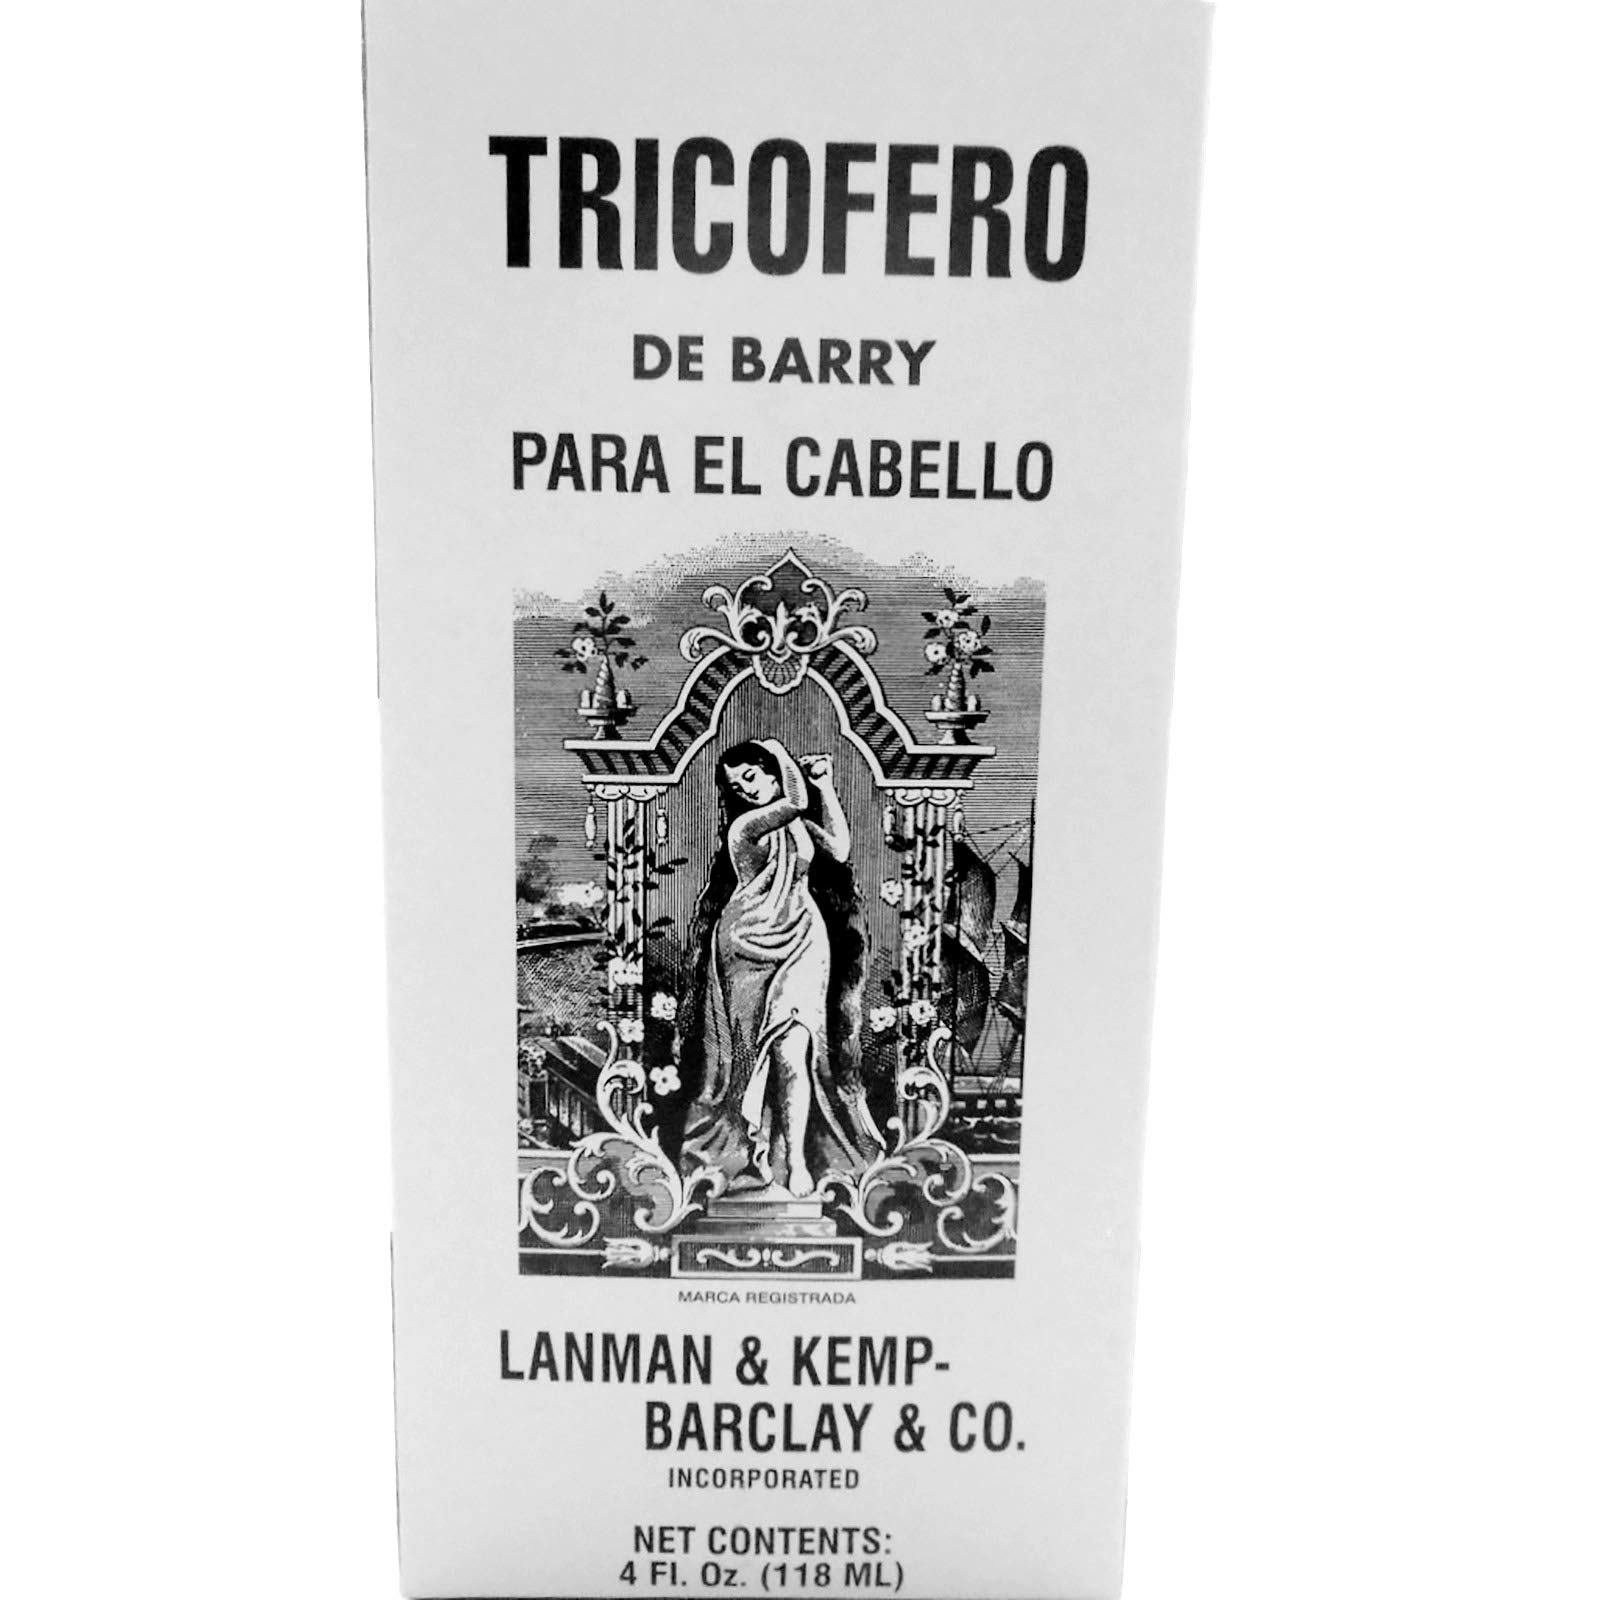 TRICOFERO
DE BARRY
PARA EL CABELLO
MARCA REGISTRADA
LANMAN & KEMP-
BARCLAY & CO.
INCORPORATED
NET CONTENTS:
4 Fl. Oz. (118 ML)